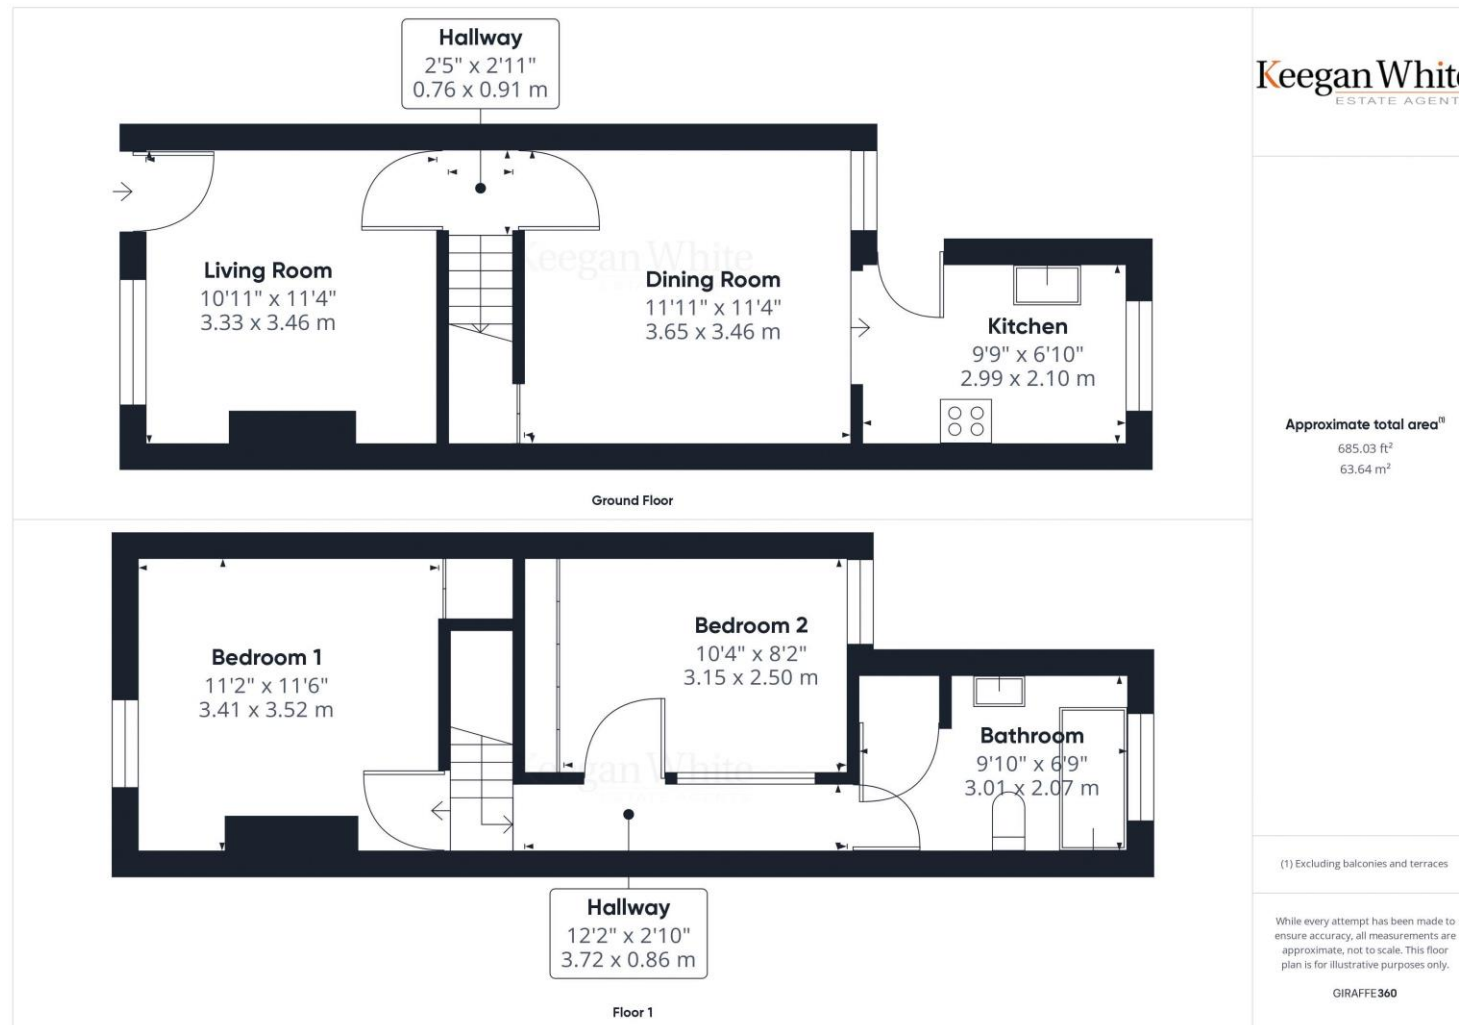 Hallway
2'5" x 2'11"
0.76 x 0.91 m
Living Room
10'11" x 11'4"
3.33 x 3.46 m
Keegan White
Dining Room
11'11" x 11'4"
3.65 x 3.46 m
Kitchen
9'9" x 6'10"
2.99 x 2.10 m
Ground Floor
Bedroom 1
11'2" x 11'6"
3.41 x 3.52 m
Bedroom 2
10'4" x 8'2"
3.15 x 2.50 m
Keegan White
Bathroom
9'10" x 6'9"
3.01 x 2.07 m
Hallway
12'2" x 2'10"
3.72 x 0.86 m
Floor 1
Keegan White
ESTATE AGENT
Approximate total area(1)
685.03 ft²
63.64 m²
(1) Excluding balconies and terraces
While every attempt has been made to
ensure accuracy, all measurements are
approximate, not to scale. This floor
plan is for illustrative purposes only.
GIRAFFE360